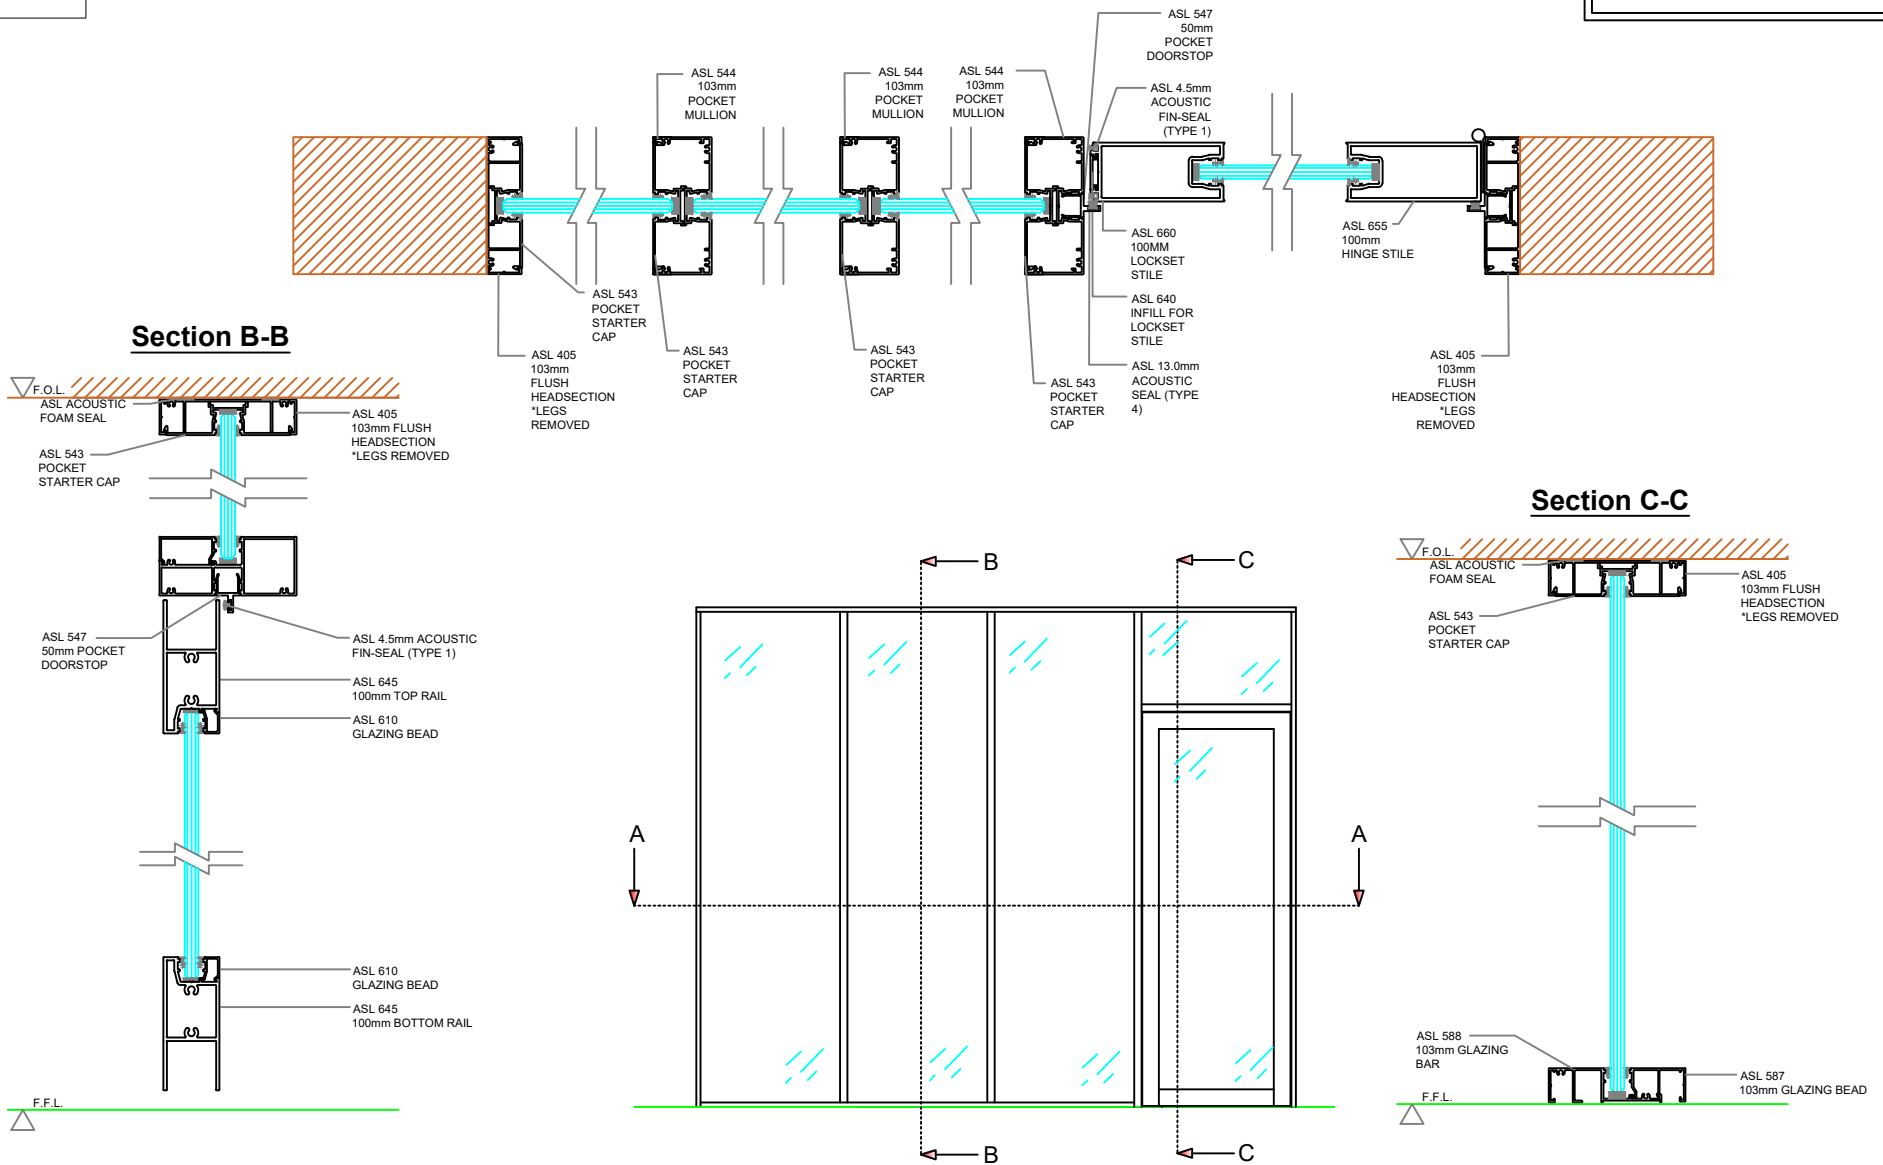 ASL 544
103mm
POCKET
MULLION
ASL 544
103mm
POCKET
MULLION
ASL 544
103mm
POCKET
MULLION
ASL 547
50mm
POCKET
DOORSTOP
ASL 4.5mm
ACOUSTIC
FIN-SEAL
(TYPE 1)
ASL 543
POCKET
STARTER
CAP
ASL 405
103mm
FLUSH
HEADSECTION
*LEGS
REMOVED
ASL 543
POCKET
STARTER
CAP
ASL 543
POCKET
STARTER
CAP
ASL 543
POCKET
STARTER
CAP
ASL 660
100MM
LOCKSET
STILE
ASL 640
INFILL FOR
LOCKSET
STILE
ASL 13.0mm
ACOUSTIC
SEAL (TYPE
4)
ASL 655
100mm
HINGE STILE
ASL 405
103mm
FLUSH
HEADSECTION
*LEGS
REMOVED
Section B-B
F.O.L.
ASL ACOUSTIC
FOAM SEAL
ASL 543
POCKET
STARTER CAP
ASL 405
103mm FLUSH
HEADSECTION
*LEGS REMOVED
ASL 547
50mm POCKET
DOORSTOP
ASL 4.5mm ACOUSTIC
FIN-SEAL (TYPE 1)
ASL 645
100mm TOP RAIL
ASL 610
GLAZING BEAD
ASL 610
GLAZING BEAD
ASL 645
100mm BOTTOM RAIL
F.F.L.
B
C
A
A
B
C
Section C-C
F.O.L.
ASL ACOUSTIC
FOAM SEAL
ASL 543
POCKET
STARTER CAP
ASL 405
103mm FLUSH
HEADSECTION
*LEGS REMOVED
ASL 588
103mm GLAZING
BAR
ASL 587
103mm GLAZING BEAD
F.F.L.